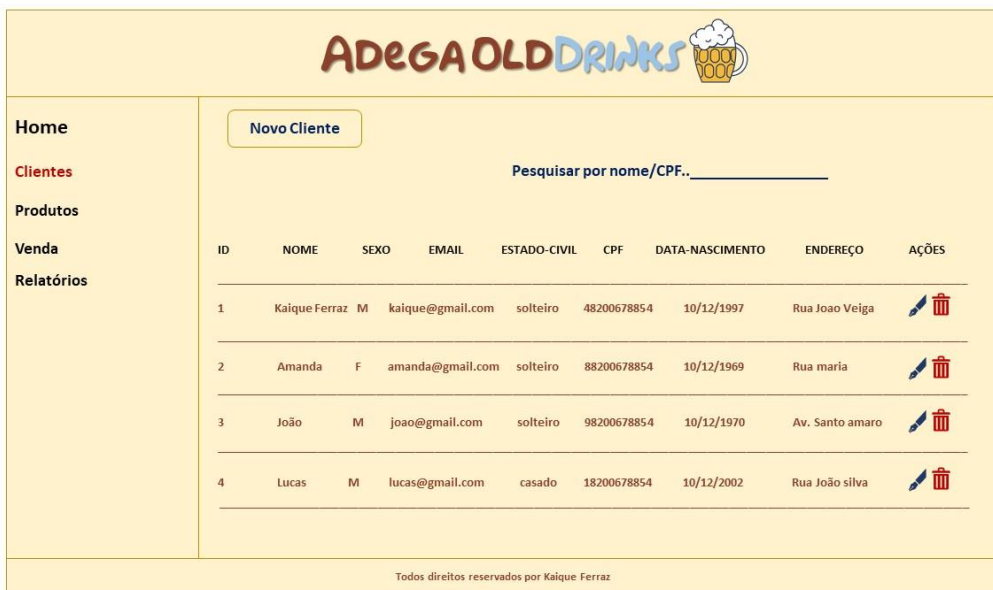 ADEGA OLD DRINKS
Home
Clientes
Produtos
Venda
Relatórios
Novo Cliente
Pesquisar por nome/CPF..
ID NOME SEXO EMAIL ESTADO-CIVIL CPF DATA-NASCIMENTO ENDEREÇO AÇÕES
1 Kaique Ferraz M kaique@gmail.com solteiro 48200678854 10/12/1997 Rua Joao Veiga
2 Amanda F amanda@gmail.com solteiro 88200678854 10/12/1969 Rua maria
3 João M joao@gmail.com solteiro 98200678854 10/12/1970 Av. Santo amaro
4 Lucas M lucas@gmail.com casado 18200678854 10/12/2002 Rua João silva
Todos direitos reservados por Kaique Ferraz